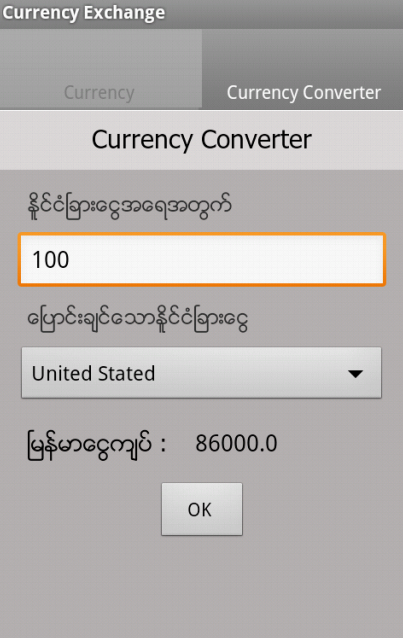 Currency Exchange
Currency
Currency Converter
Currency Converter
နိုင်ငံခြားငွေအရေအတွက်
100
ပြောင်းချင်သောနိုင်ငံခြားငွေ
United Stated
မြန်မာငွေကျပ် : 86000.0
OK